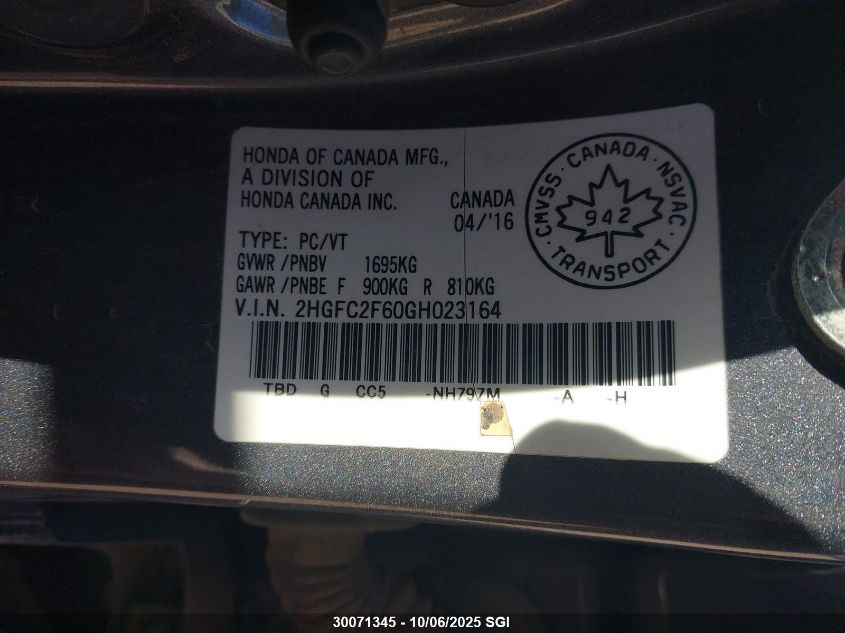 HONDA OF CANADA MFG.,
A DIVISION OF
HONDA CANADA INC.
CANADA
04/'16
TYPE: PC/VT
GVWR/PNBV 1695KG
GAWR/PNBE F 900KG R 810KG
V.I.N. 2HGFC2F60GH023164
TBD G CC5 -NH797M -A -H
CMVSS · CANADA · NSVAC
942
· TRANSPORT ·
30071345 - 10/06/2025 SGI